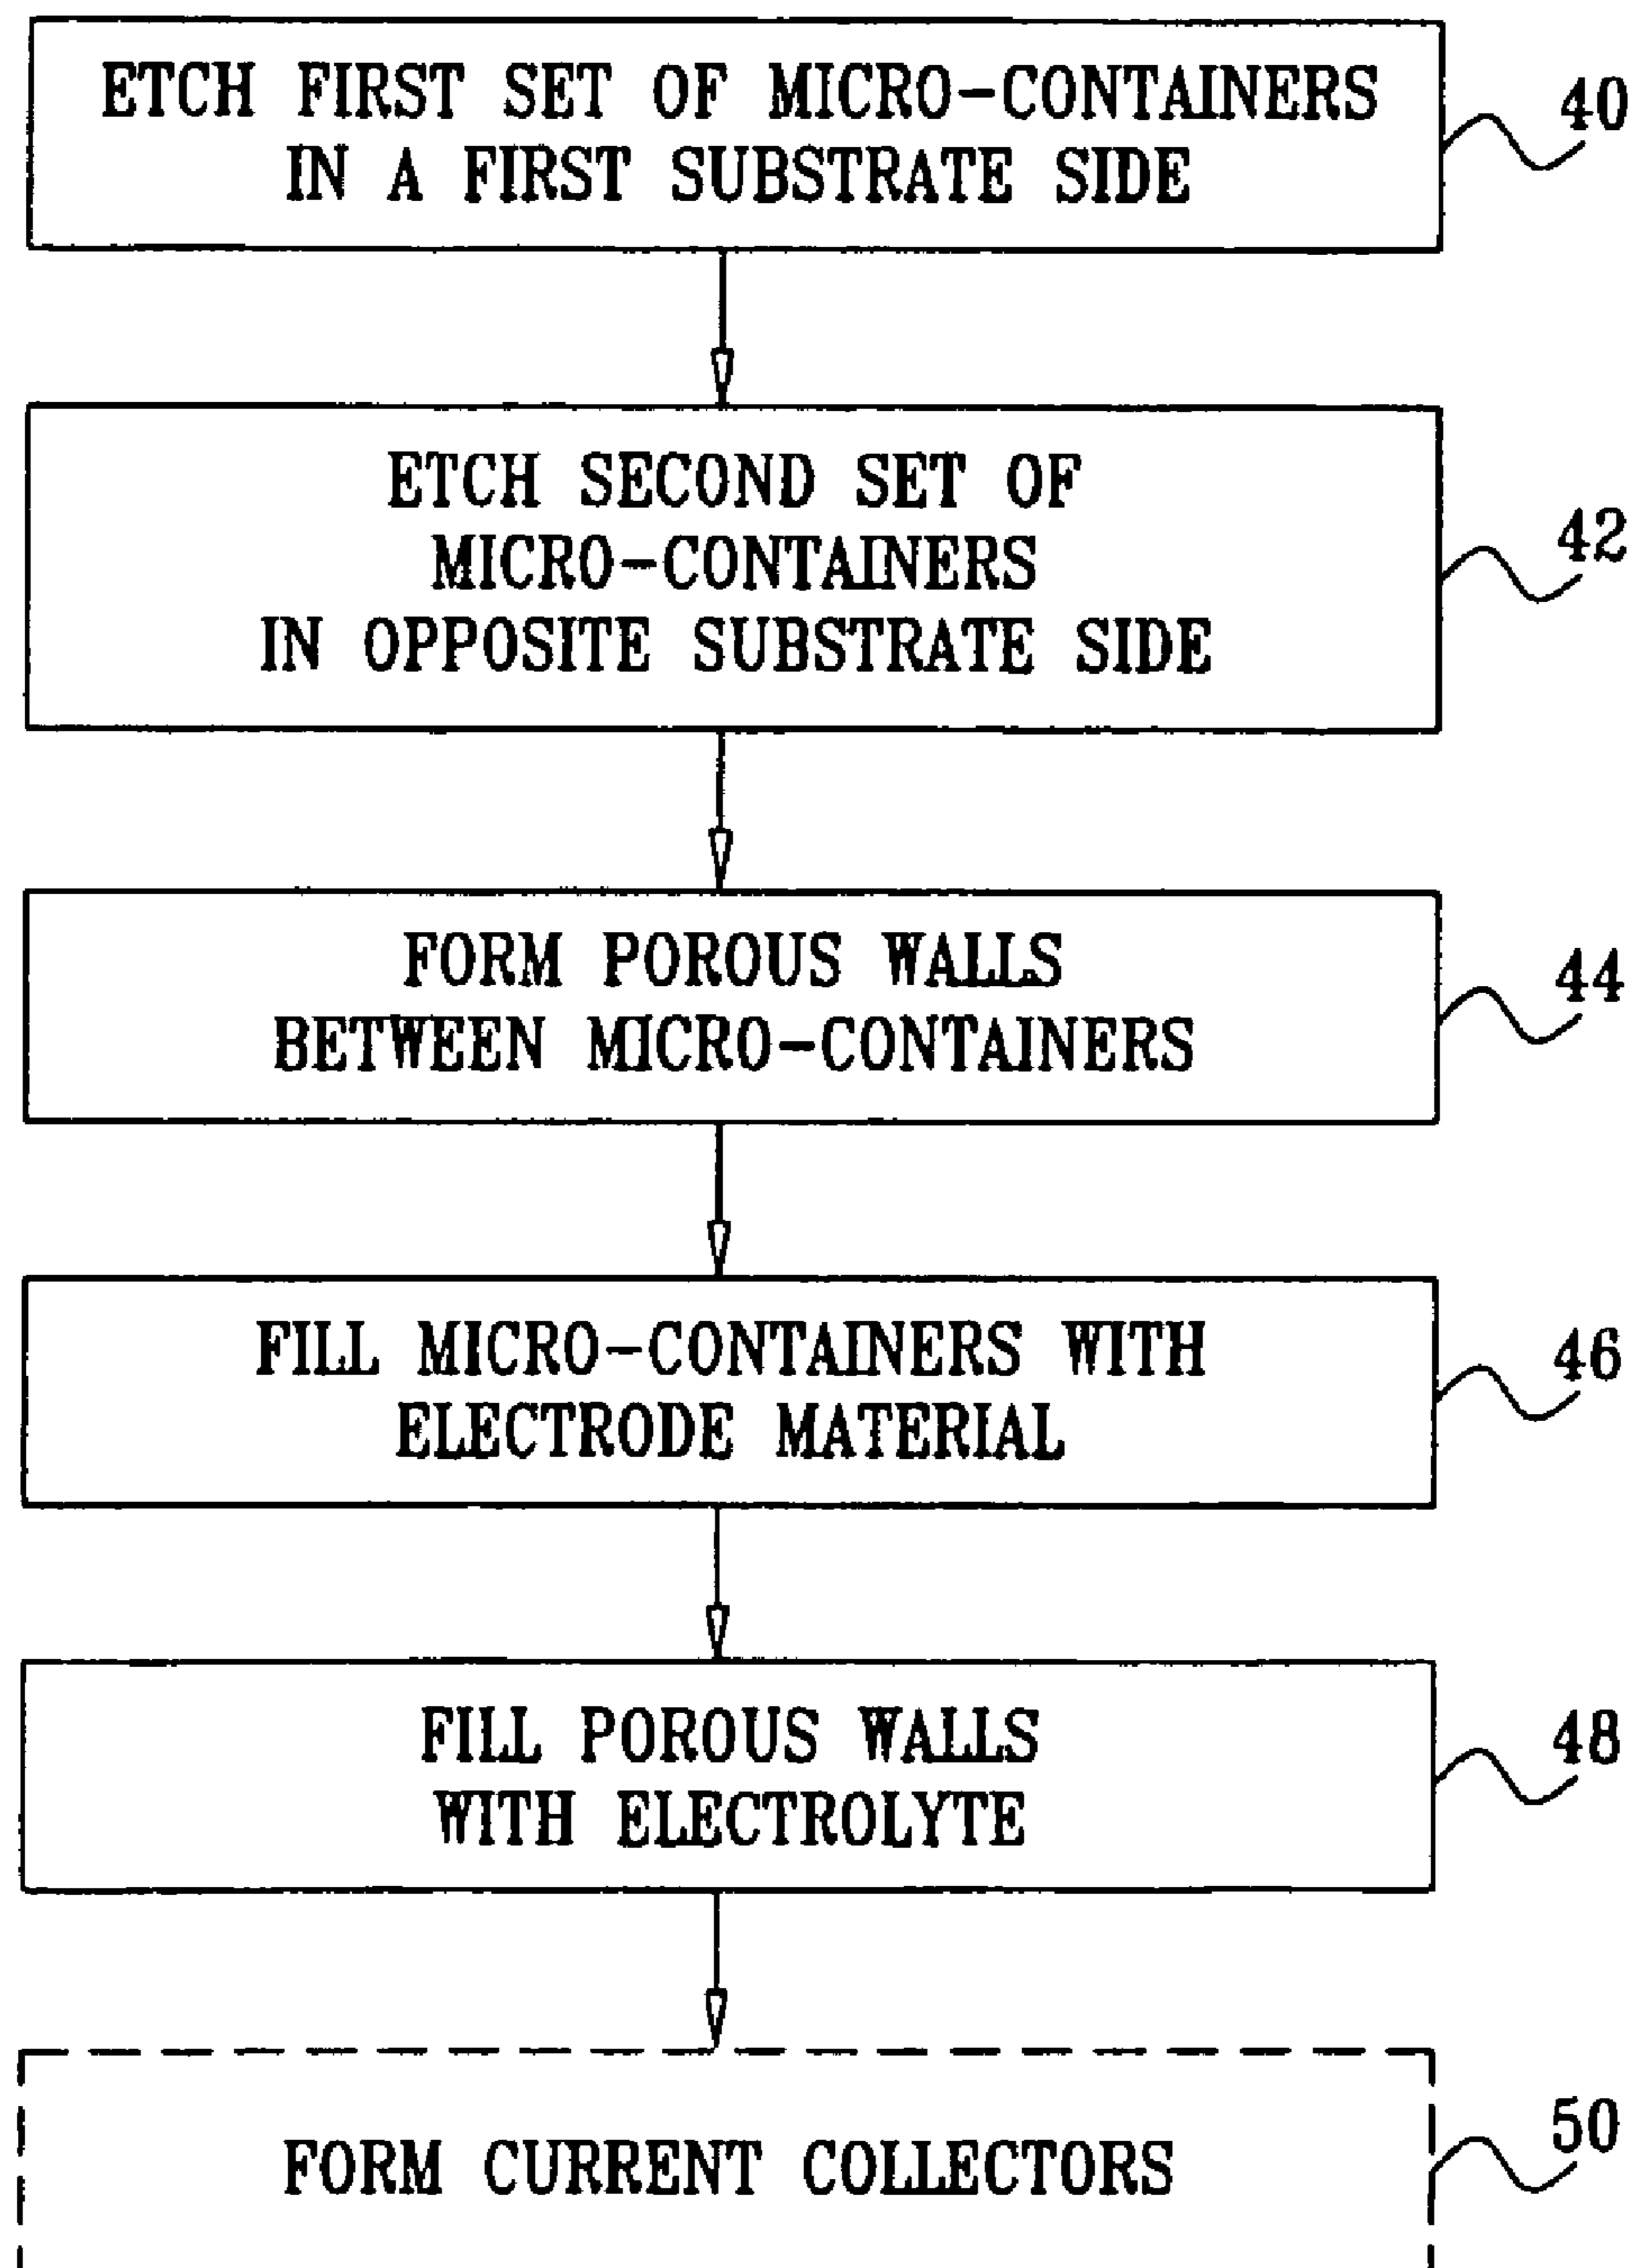 ETCH FIRST SET OF MICRO-CONTAINERS
IN A FIRST SUBSTRATE SIDE
40
ETCH SECOND SET OF
MICRO-CONTAINERS
IN OPPOSITE SUBSTRATE SIDE
42
FORM POROUS WALLS
BETWEEN MICRO-CONTAINERS
44
FILL MICRO-CONTAINERS WITH
ELECTRODE MATERIAL
46
FILL POROUS WALLS
WITH ELECTROLYTE
48
FORM CURRENT COLLECTORS
50